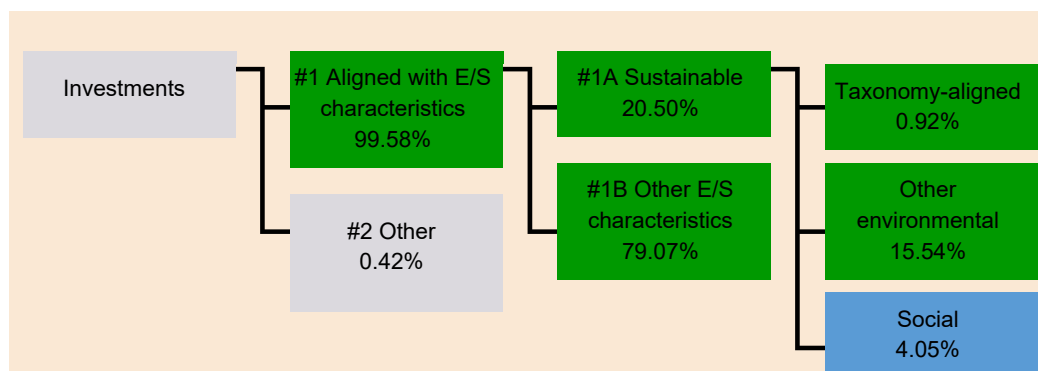 Investments
#1 Aligned with E/S
characteristics
99.58%
#2 Other
0.42%
#1A Sustainable
20.50%
#1B Other E/S
characteristics
79.07%
Taxonomy-aligned
0.92%
Other
environmental
15.54%
Social
4.05%